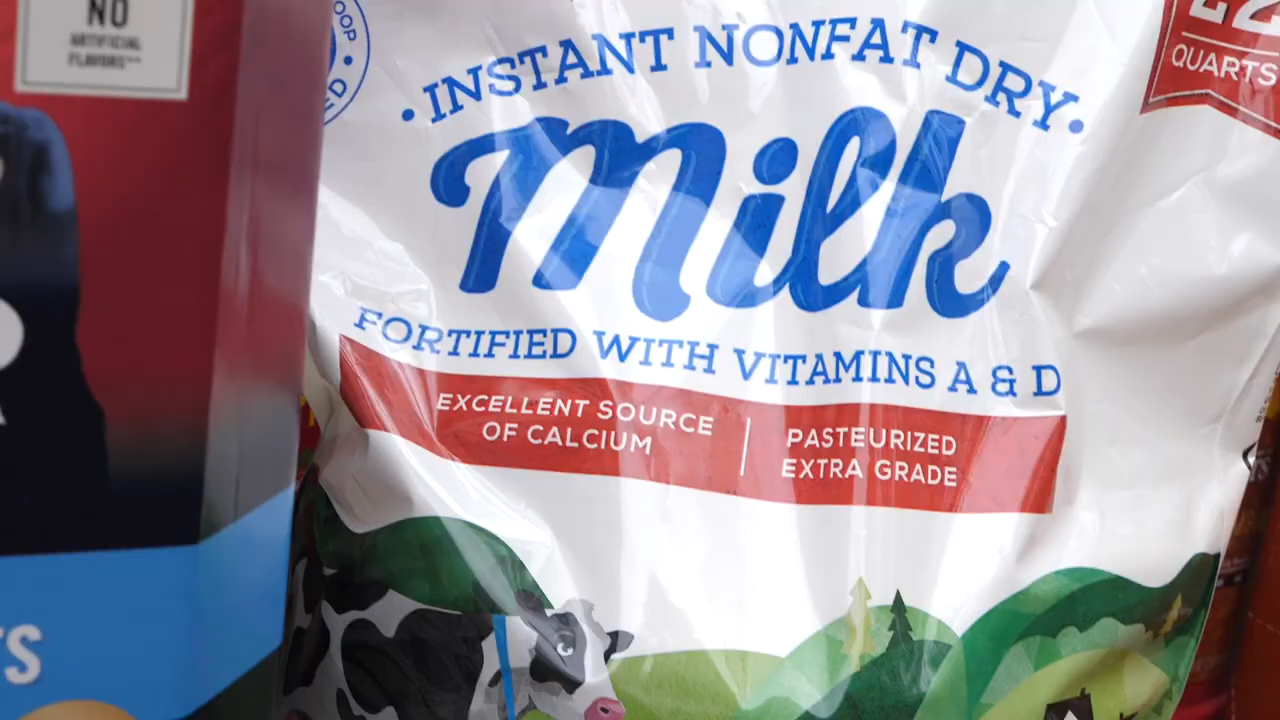 NO
ARTIFICIAL
FLAVORS
INSTANT NONFAT DRY
Milk
FORTIFIED WITH VITAMINS A & D
EXCELLENT SOURCE
OF CALCIUM
PASTEURIZED
EXTRA GRADE
22
QUARTS
TS